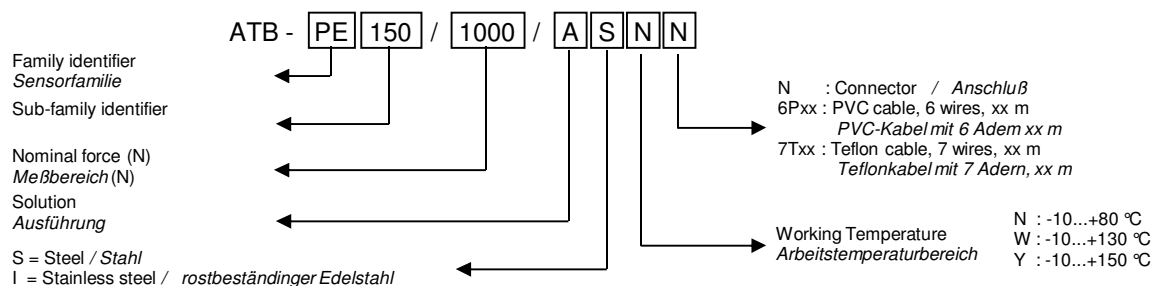 ATB - PE 150 / 1000 / A S N N
Family identifier
Sensorfamilie
Sub-family identifier
Nominal force (N)
Meßbereich (N)
Solution
Ausführung
S = Steel / Stahl
I = Stainless steel / rostbeständinger Edelstahl
N : Connector / Anschluß
6Pxx : PVC cable, 6 wires, xx m
PVC-Kabel mit 6 Adem xx m
7Txx : Teflon cable, 7 wires, xx m
Teflonkabel mit 7 Adern, xx m
Working Temperature
Arbeitstemperaturbereich
N : -10...+80 °C
W : -10...+130 °C
Y : -10...+150 °C